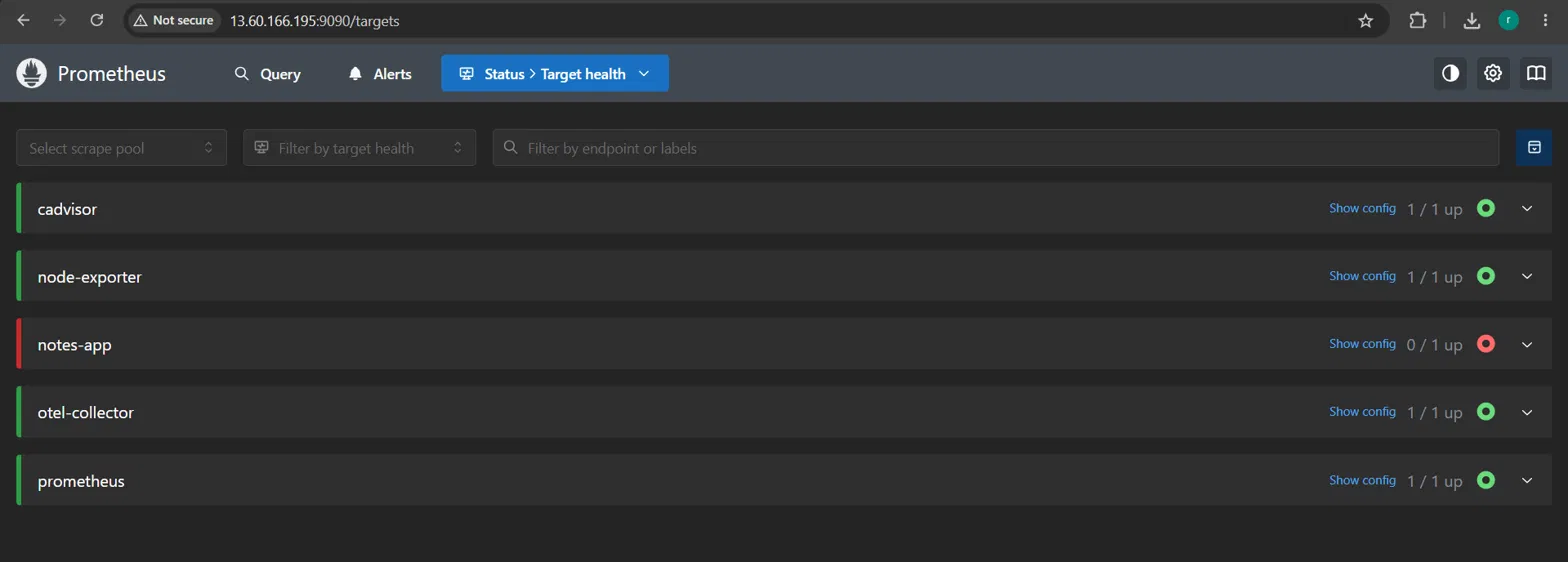 Not secure 13.60.166.195:9090/targets r
Prometheus Query Alerts Status > Target health
Select scrape pool Filter by target health Filter by endpoint or labels
cadvisor Show config 1 / 1 up
node-exporter Show config 1 / 1 up
notes-app Show config 0 / 1 up
otel-collector Show config 1 / 1 up
prometheus Show config 1 / 1 up